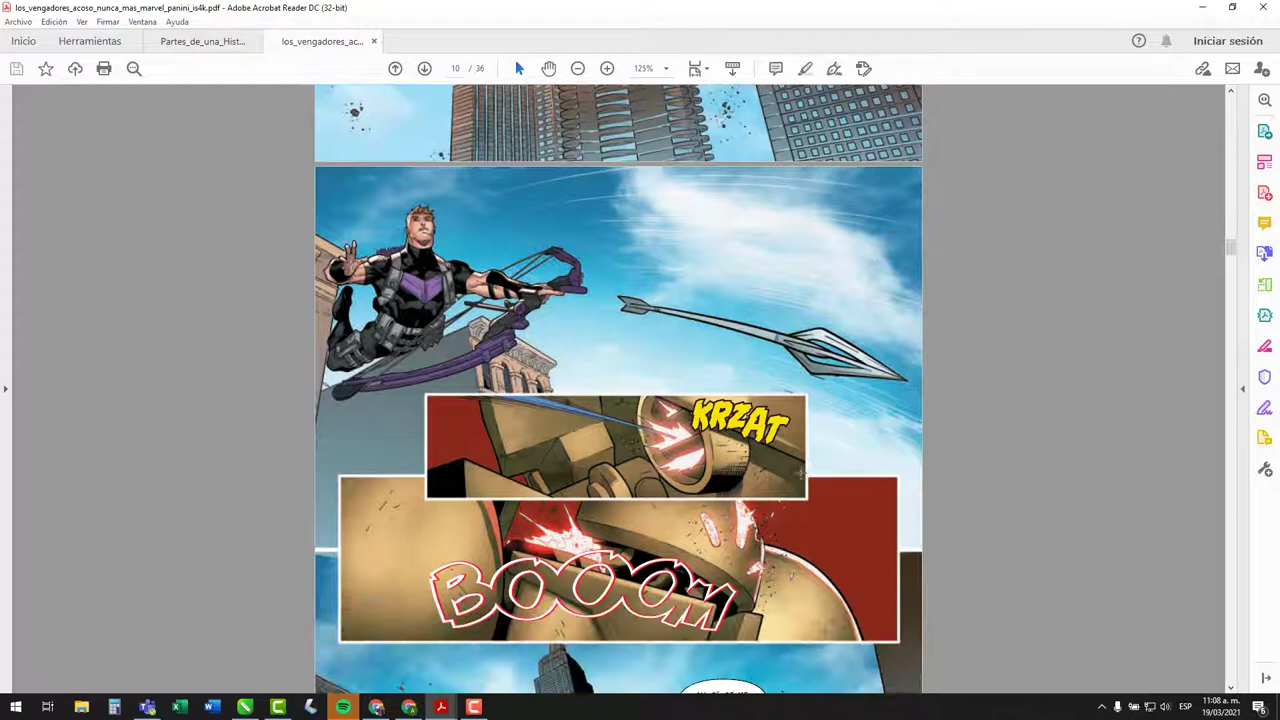 los_vengadores_acoso_nunca_mas_marvel_panini_is4k.pdf - Adobe Acrobat Reader DC (32-bit)
Archivo Edición Ver Firmar Ventana Ayuda
Inicio Herramientas Partes_de_una_Hist... los_vengadores_ac... Iniciar sesión
10 / 36 125%
KRZAT
BOOOM
ESP 11:08 a. m.
19/03/2021